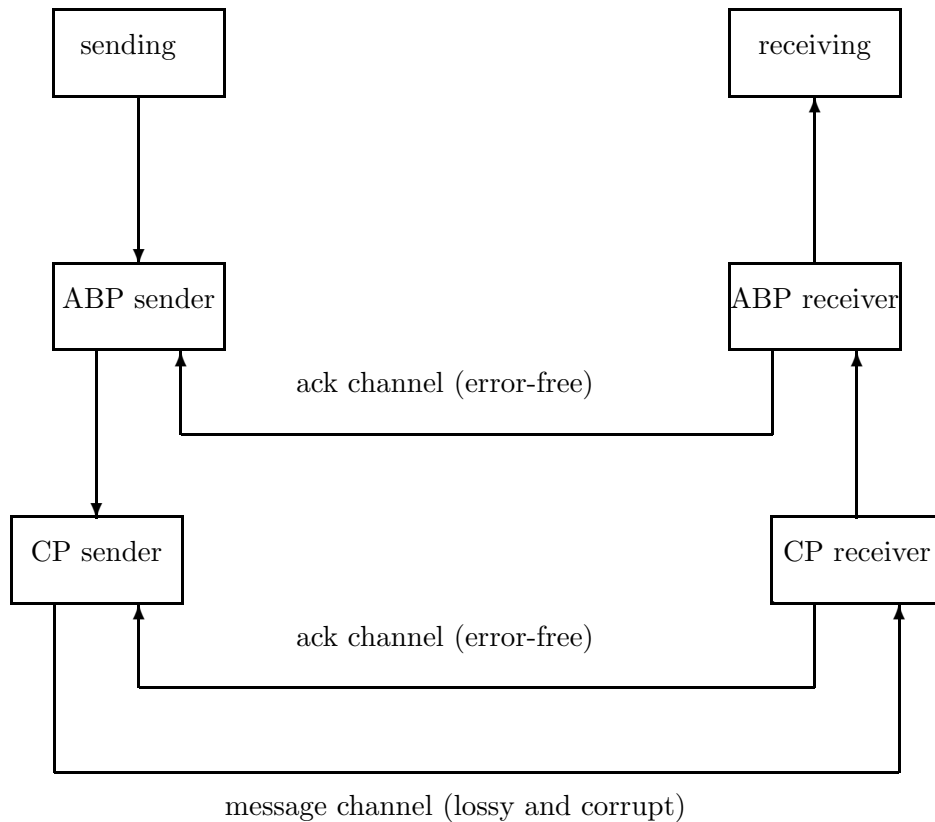 sending
receiving
ABP sender
ABP receiver
ack channel (error-free)
CP sender
CP receiver
ack channel (error-free)
message channel (lossy and corrupt)